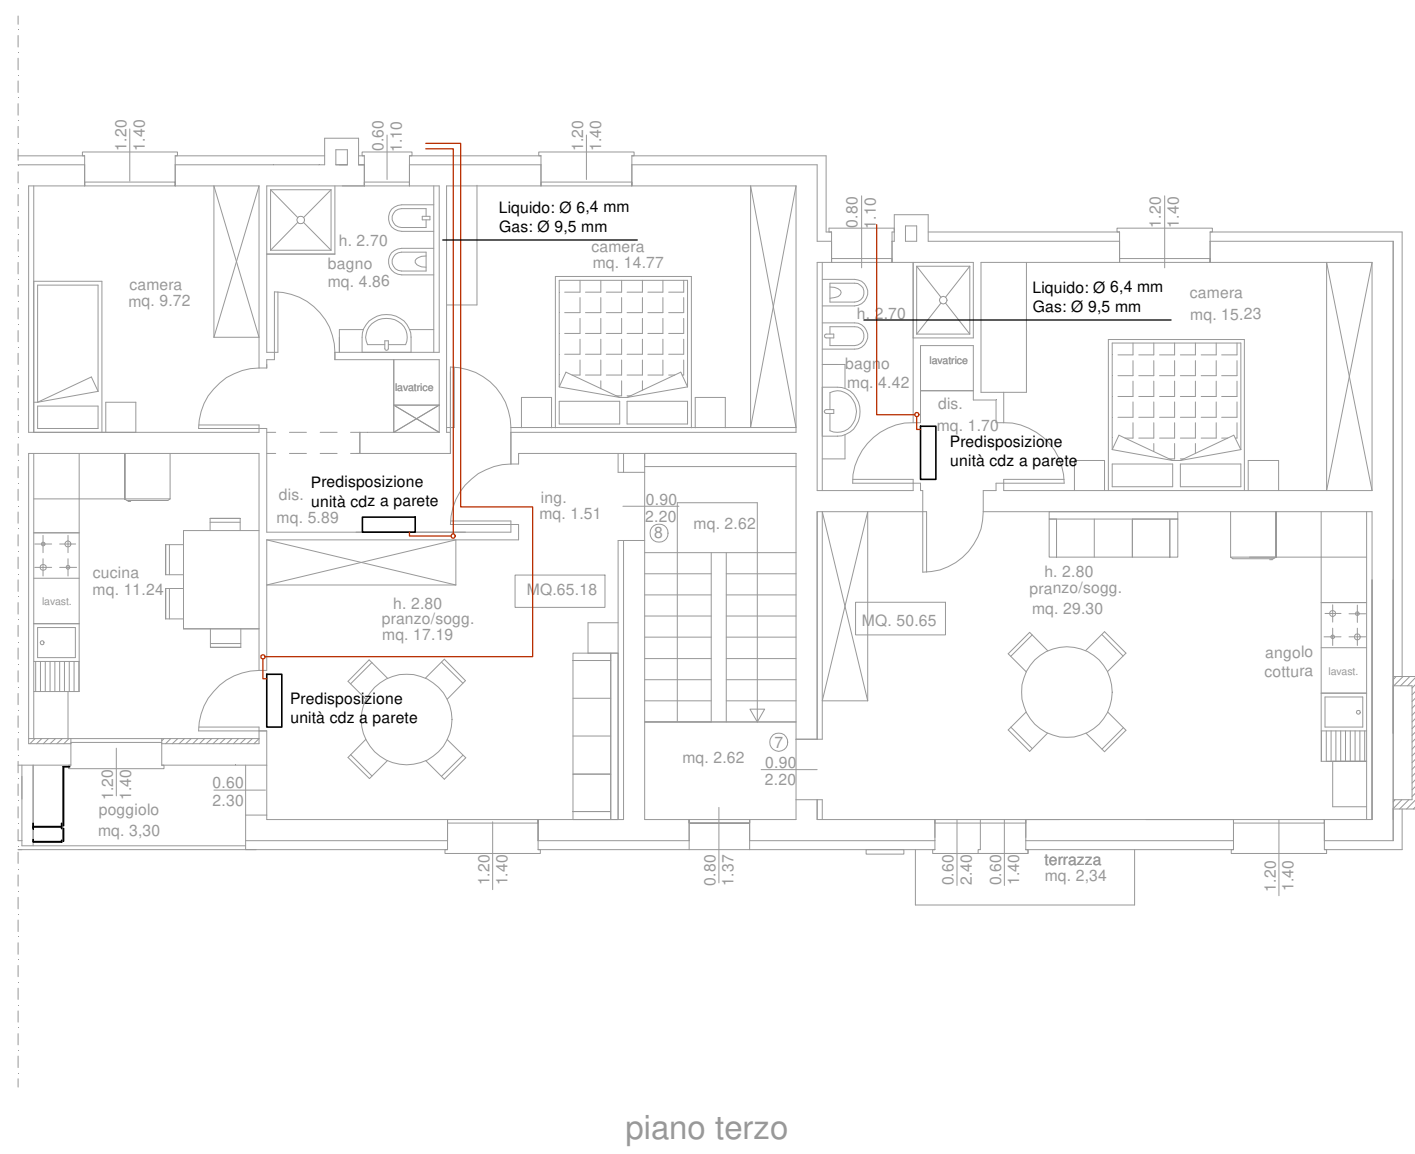 1.20
1.40
0.60
1.10
1.20
1.40
0.80
1.10
1.20
1.40
Liquido: Ø 6,4 mm
Gas: Ø 9,5 mm
h. 2.70
bagno
mq. 4.86
camera
mq. 14.77
camera
mq. 9.72
Liquido: Ø 6,4 mm
Gas: Ø 9,5 mm
camera
mq. 15.23
h. 2.70
bagno
mq. 4.42
lavatrice
lavatrice
dis.
mq. 1.70
Predisposizione
unità cdz a parete
Predisposizione
unità cdz a parete
dis.
mq. 5.89
ing.
mq. 1.51
0.90
2.20
8
mq. 2.62
cucina
mq. 11.24
lavast.
MQ.65.18
h. 2.80
pranzo/sogg.
mq. 17.19
h. 2.80
pranzo/sogg.
mq. 29.30
MQ. 50.65
angolo
cottura
lavast.
Predisposizione
unità cdz a parete
mq. 2.62
7
0.90
2.20
1.20
1.40
0.60
2.30
poggiolo
mq. 3,30
1.20
1.40
0.80
1.37
0.60
2.40
0.60
1.40
terrazza
mq. 2,34
1.20
1.40
piano terzo